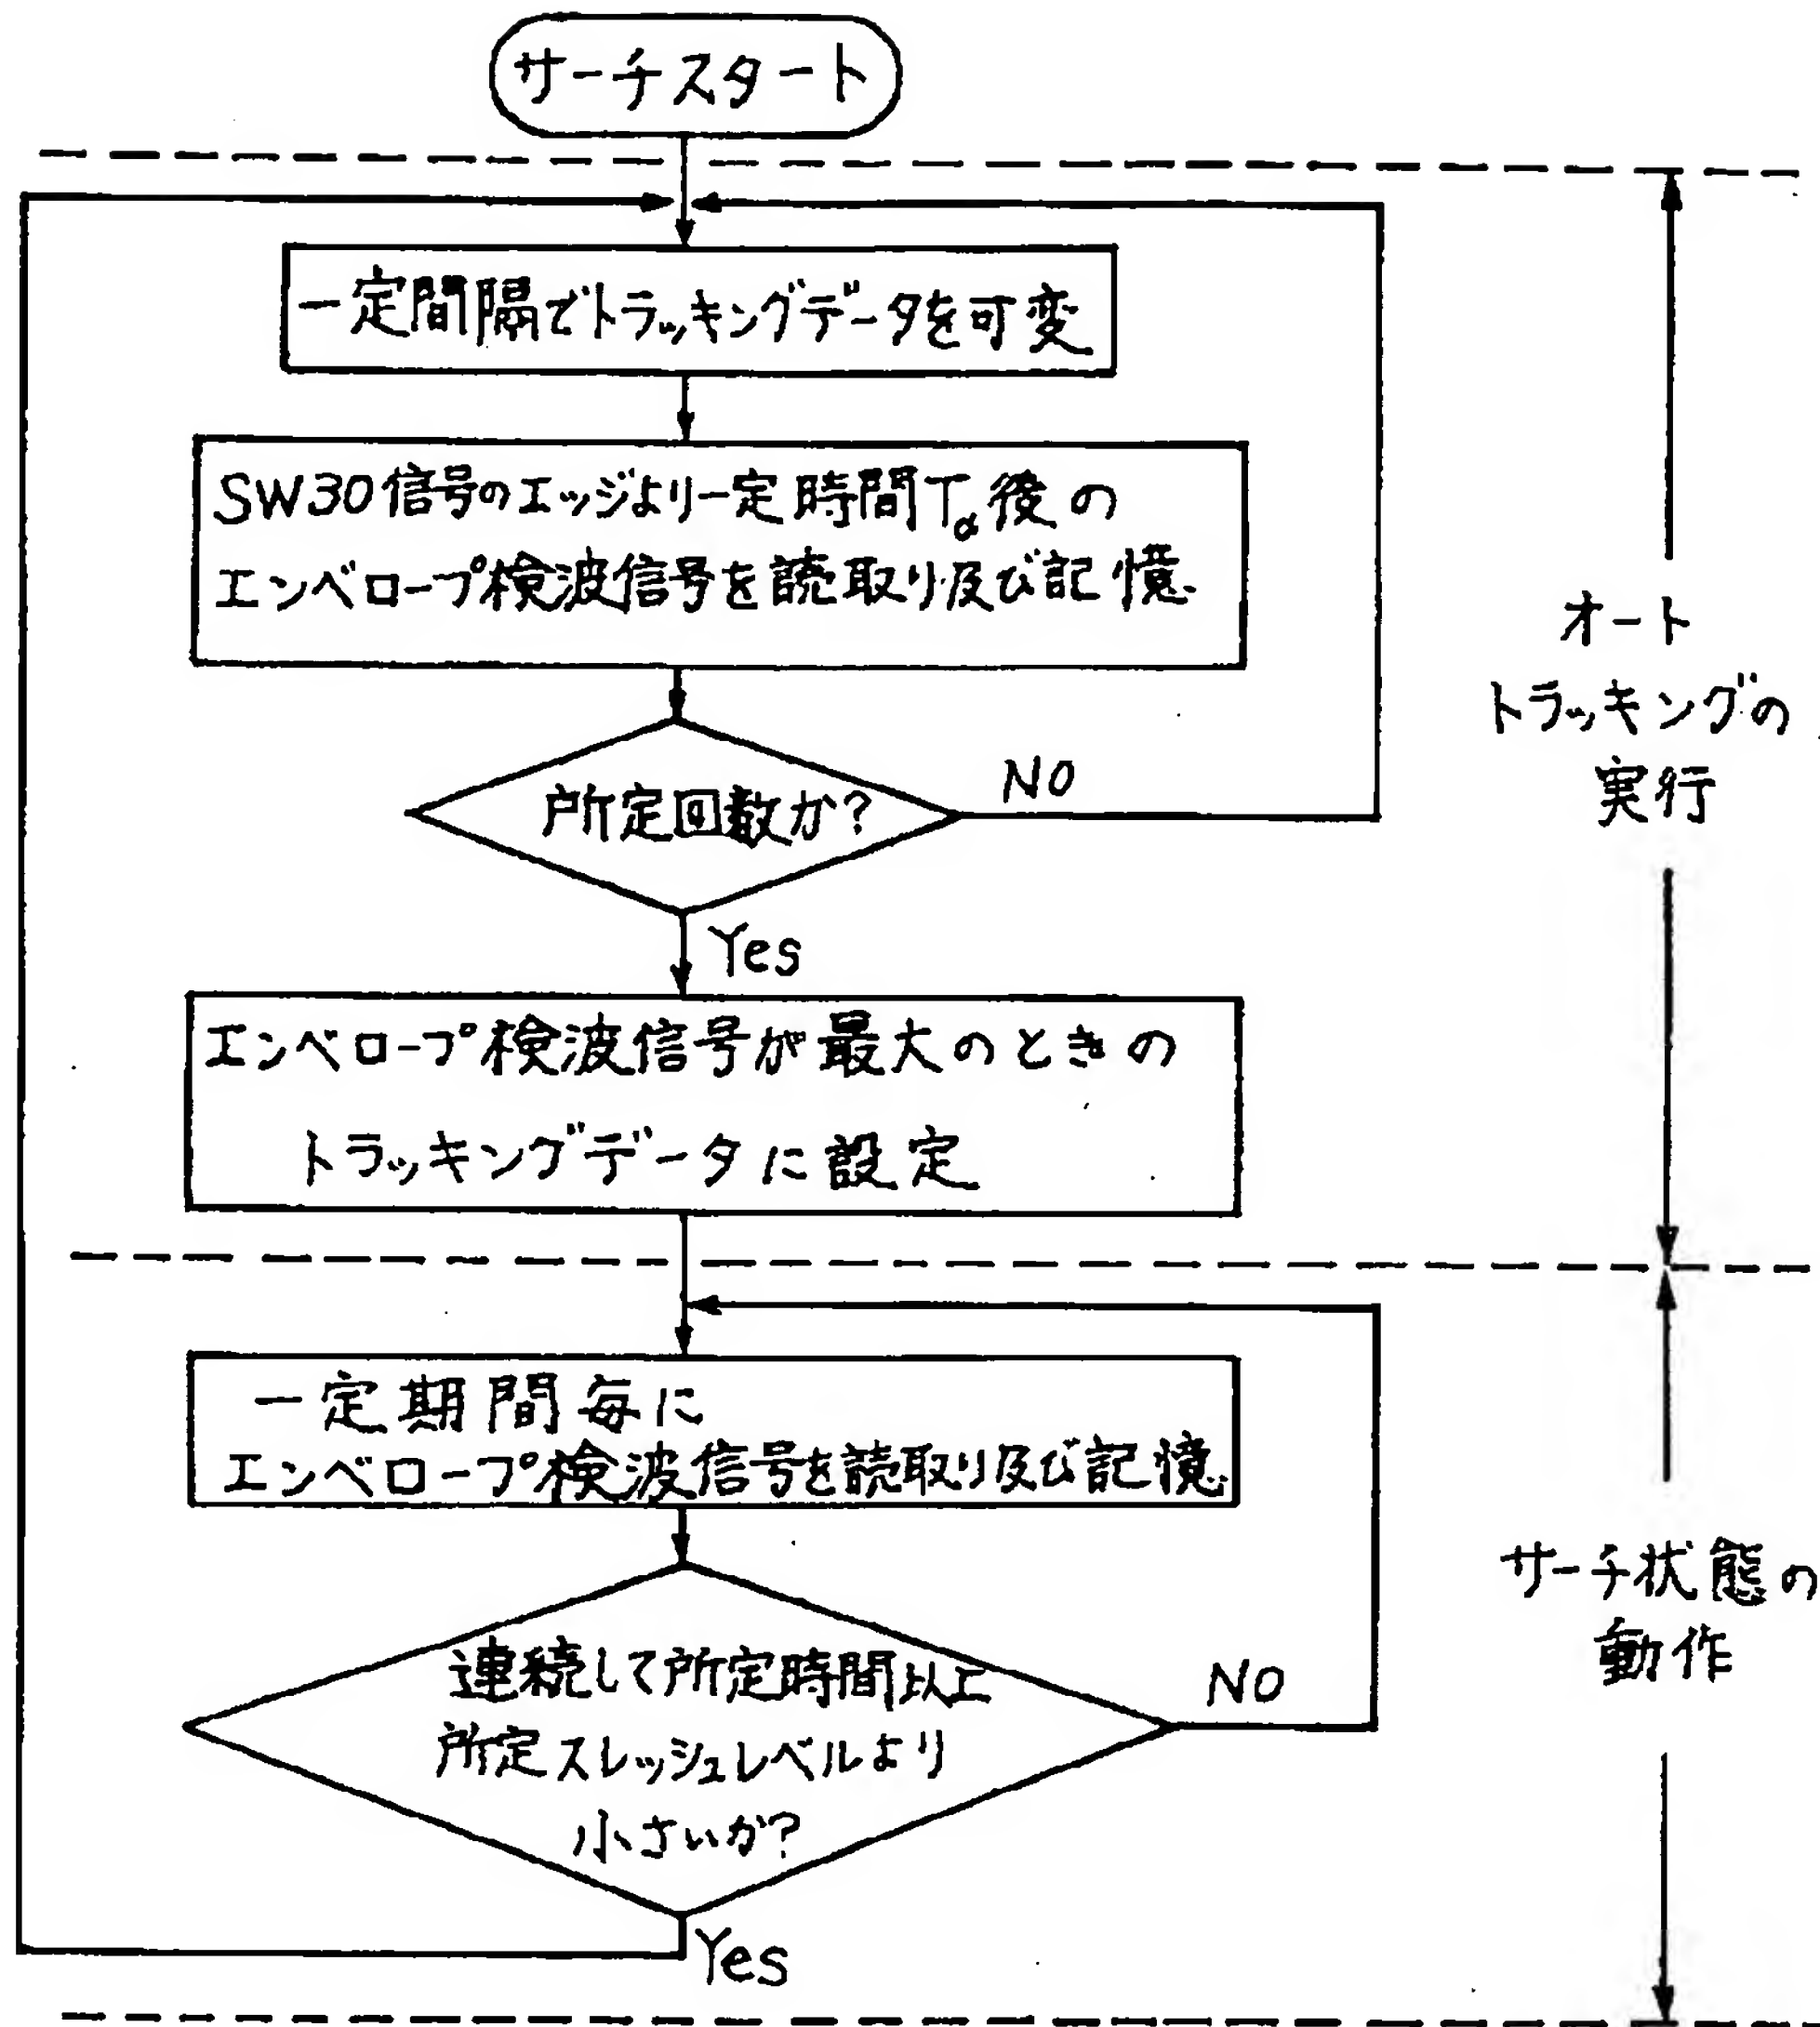 サーチスタート
一定間隔でトラッキングデータを可変
SW30信号のエッジより一定時間Tα後の
エンベロープ検波信号を読取り及び記憶
所定回数か?
NO
Yes
エンベロープ検波信号が最大のときの
トラッキングデータに設定
オート
トラッキングの
実行
一定期間毎に
エンベロープ検波信号を読取り及び記憶
連続して所定時間以上
所定スレッシュレベルより
小さいか?
NO
Yes
サーチ状態の
動作